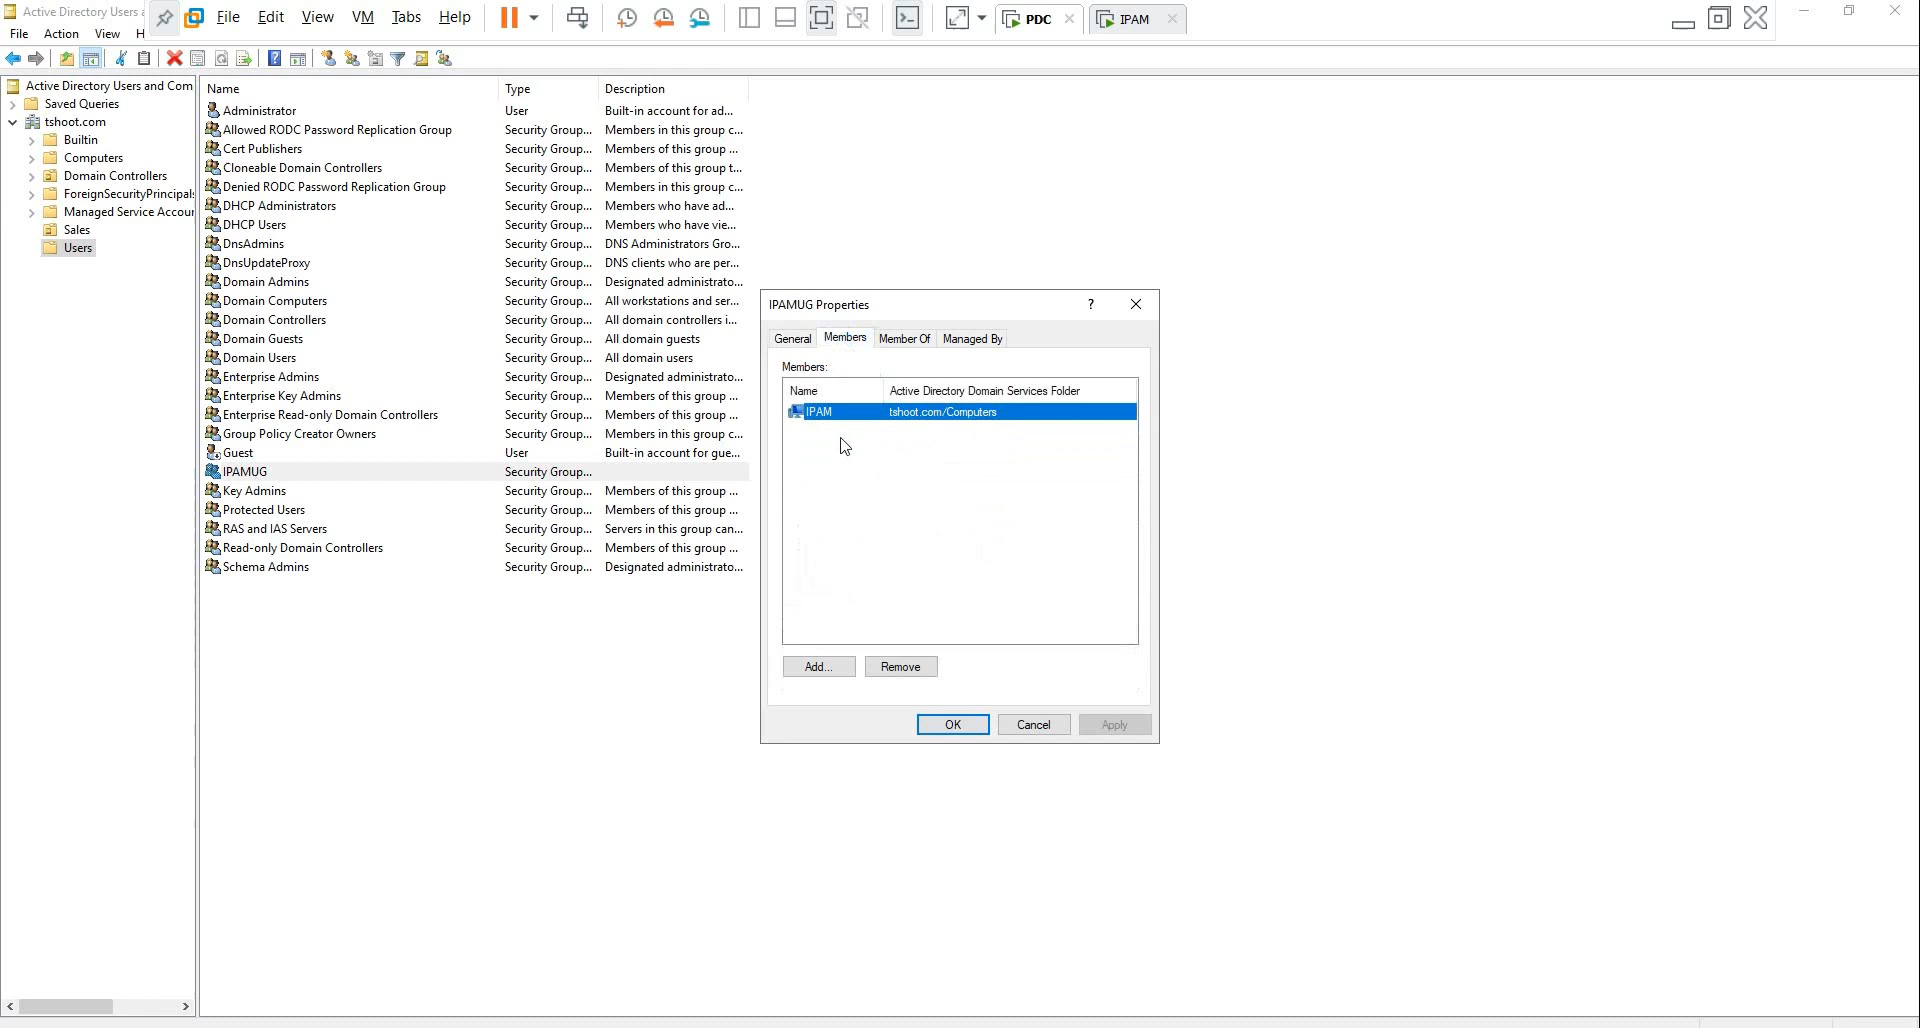 Active Directory Users a
File Edit View VM Tabs Help
PDC
IPAM
File Action View H
Active Directory Users and Com
Saved Queries
tshoot.com
Builtin
Computers
Domain Controllers
ForeignSecurityPrincipals
Managed Service Accour
Sales
Users
Name Type Description
Administrator User Built-in account for ad...
Allowed RODC Password Replication Group Security Group... Members in this group c...
Cert Publishers Security Group... Members of this group ...
Cloneable Domain Controllers Security Group... Members of this group t...
Denied RODC Password Replication Group Security Group... Members in this group c...
DHCP Administrators Security Group... Members who have ad...
DHCP Users Security Group... Members who have vie...
DnsAdmins Security Group... DNS Administrators Gro...
DnsUpdateProxy Security Group... DNS clients who are per...
Domain Admins Security Group... Designated administrato...
Domain Computers Security Group... All workstations and ser...
Domain Controllers Security Group... All domain controllers i...
Domain Guests Security Group... All domain guests
Domain Users Security Group... All domain users
Enterprise Admins Security Group... Designated administrato...
Enterprise Key Admins Security Group... Members of this group ...
Enterprise Read-only Domain Controllers Security Group... Members of this group ...
Group Policy Creator Owners Security Group... Members in this group c...
Guest User Built-in account for gue...
IPAMUG Security Group...
Key Admins Security Group... Members of this group ...
Protected Users Security Group... Members of this group ...
RAS and IAS Servers Security Group... Servers in this group can...
Read-only Domain Controllers Security Group... Members of this group ...
Schema Admins Security Group... Designated administrato...
IPAMUG Properties ?
General Members Member Of Managed By
Members:
Name Active Directory Domain Services Folder
IPAM tshoot.com/Computers
Add... Remove
OK Cancel Apply